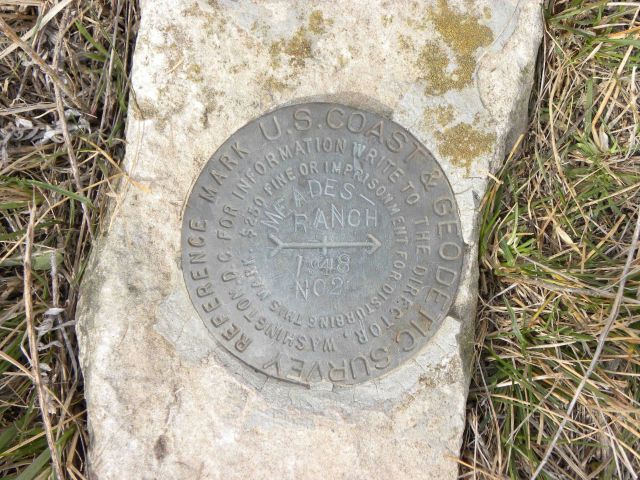 U.S. COAST & GEODETIC SURVEY REFERENCE MARK
FOR INFORMATION WRITE TO THE DIRECTOR, WASHINGTON D.C.
$250 FINE OR IMPRISONMENT FOR DISTURBING THIS MARK.
MEADES-
RANCH
1948
NO 2